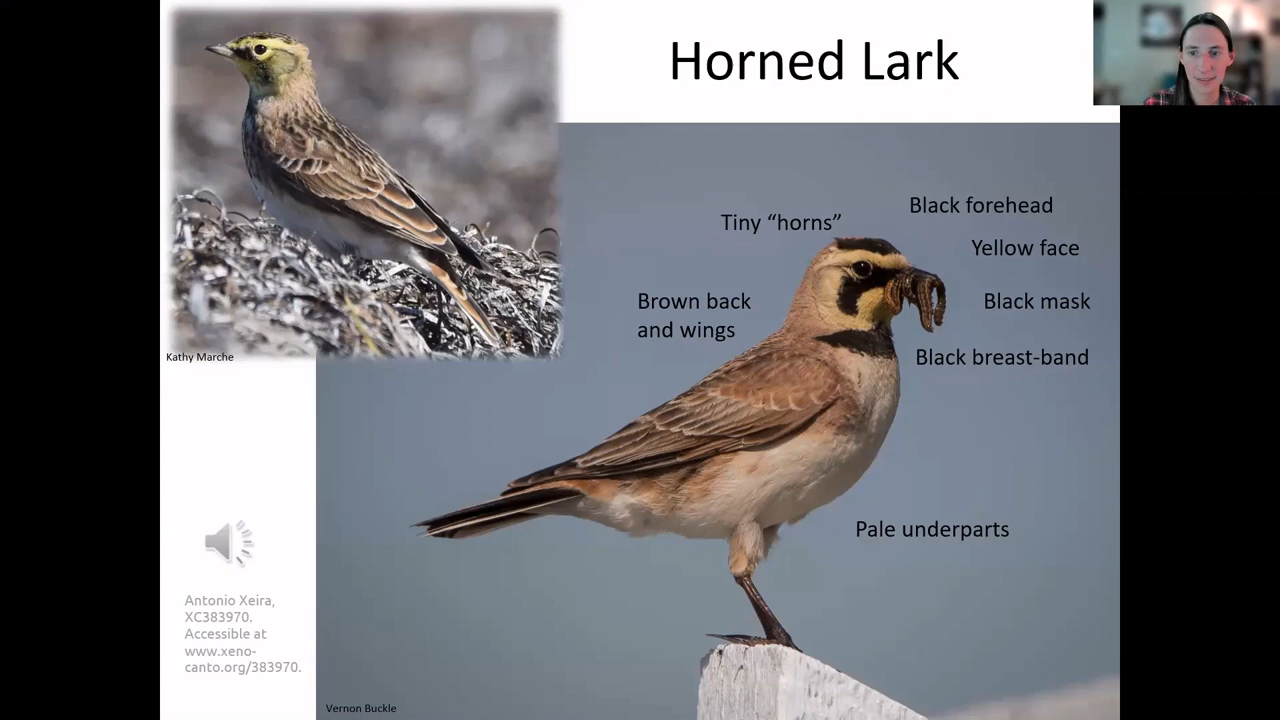 Horned Lark
Tiny “horns”
Black forehead
Yellow face
Brown back
and wings
Black mask
Black breast-band
Pale underparts
Kathy Marche
Antonio Xeira,
XC383970.
Accessible at
www.xeno-
canto.org/383970.
Vernon Buckle